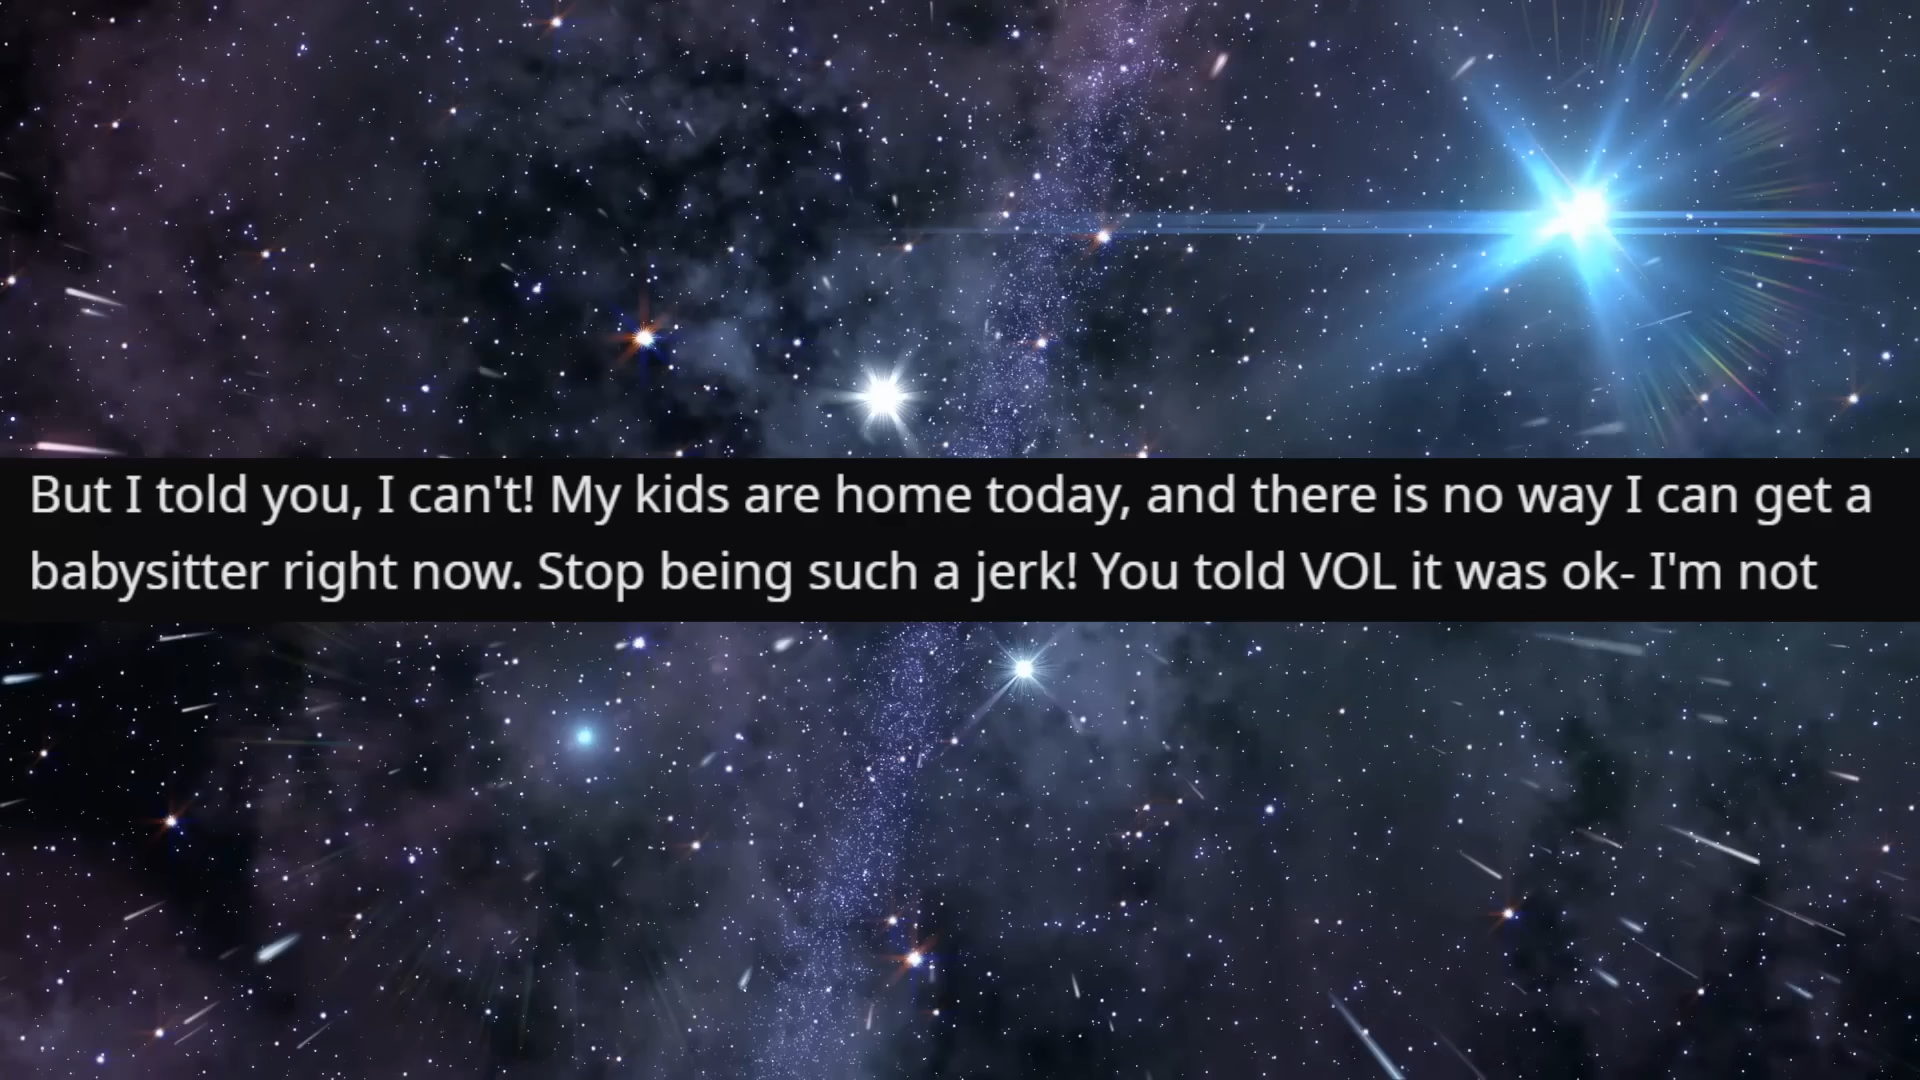 But I told you, I can't! My kids are home today, and there is no way I can get a
babysitter right now. Stop being such a jerk! You told VOL it was ok- I'm not